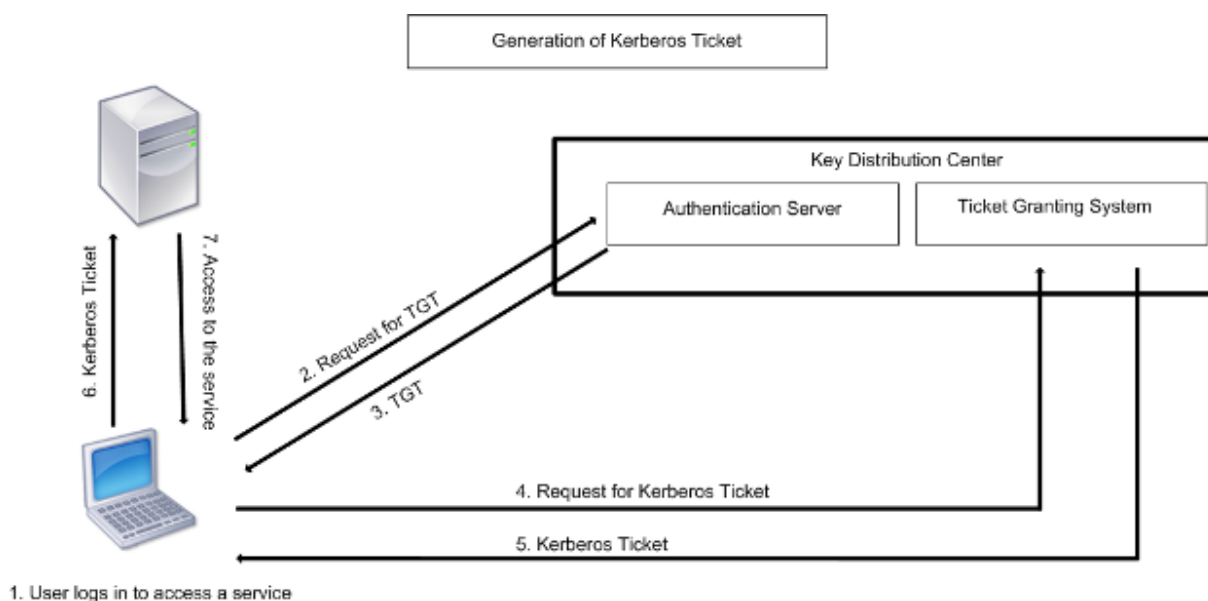 Generation of Kerberos Ticket
Key Distribution Center
Authentication Server
Ticket Granting System
6. Kerberos Ticket
7. Access to the service
2. Request for TGT
3. TGT
4. Request for Kerberos Ticket
5. Kerberos Ticket
1. User logs in to access a service